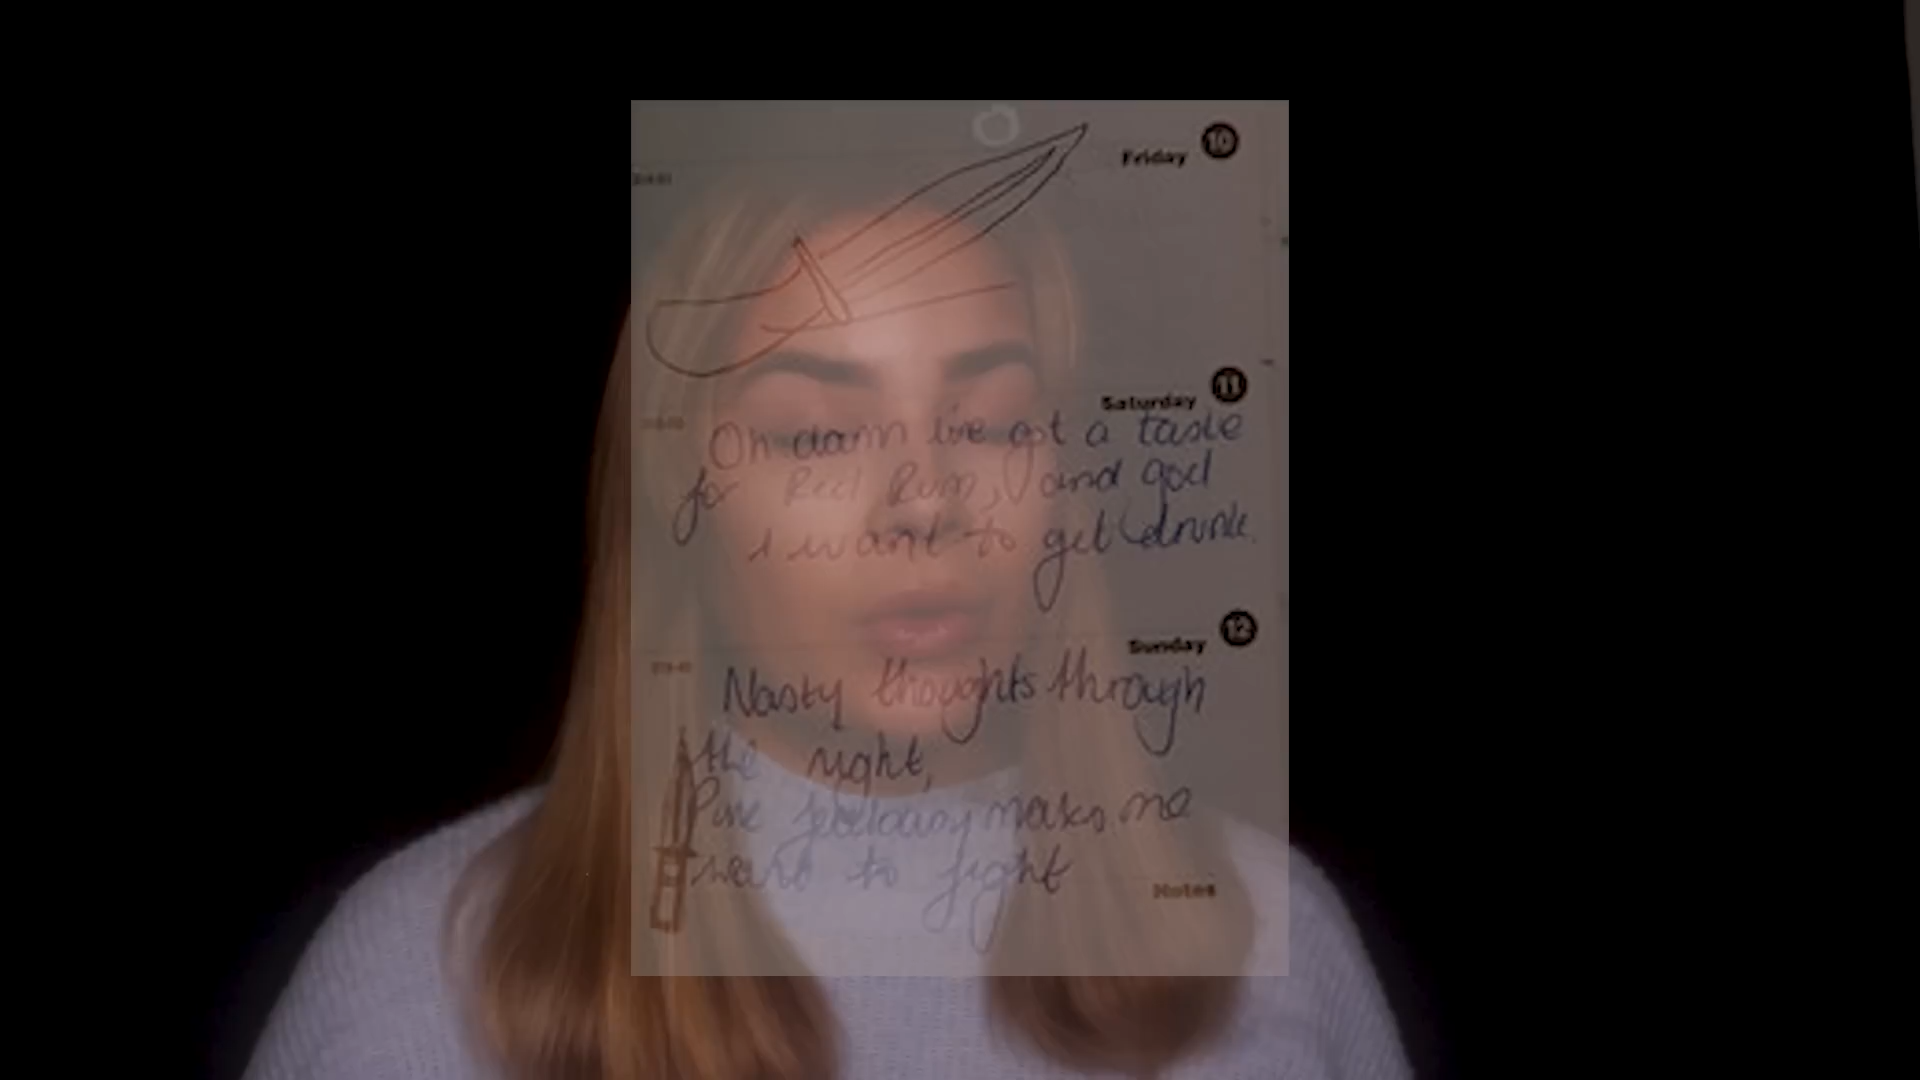 Friday 10
Saturday 11
Oh damn i've got a taste
for Red Rum, and god
i want to get drunk.
Sunday 12
Nasty thoughts through
the night,
Pure makes me
want to fight
Notes